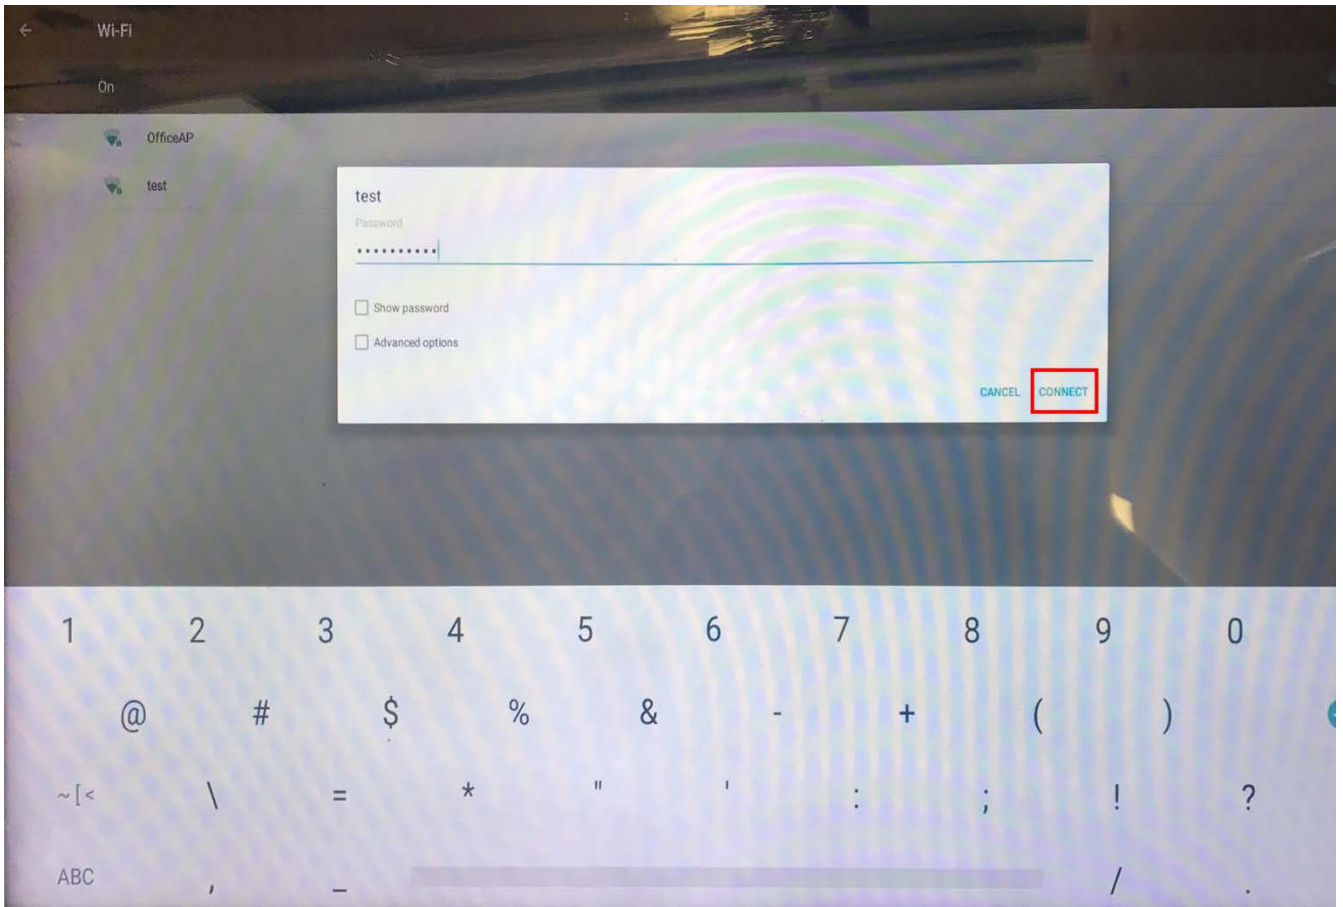 Wi-Fi
On
OfficeAP
test
test
Password
••••••••••
Show password
Advanced options
CANCEL CONNECT
1 2 3 4 5 6 7 8 9 0
@ # $ % & - + ( )
~[< \ = * " ' : ; ! ?
ABC , _ / .